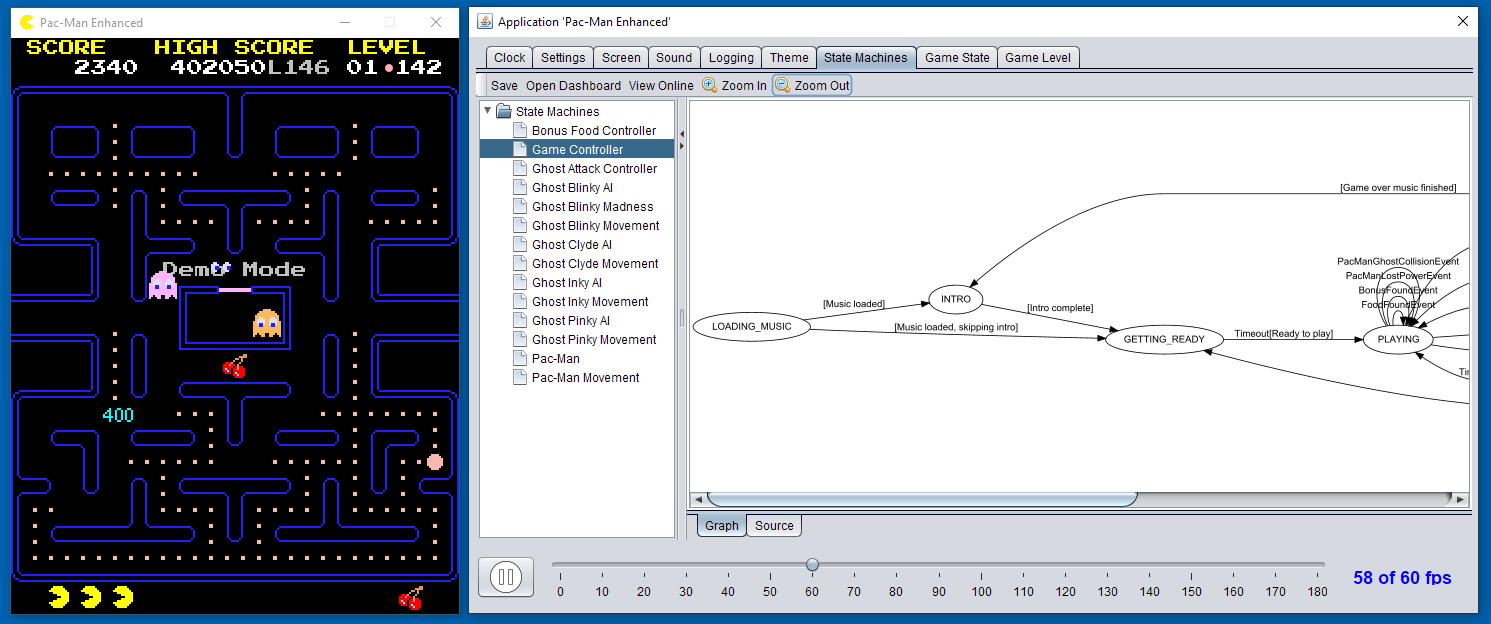 Pac-Man Enhanced
SCORE HIGH SCORE LEVEL
2340 402050L146 01 142
Demo Mode
400
Application 'Pac-Man Enhanced'
Clock Settings Screen Sound Logging Theme State Machines Game State Game Level
Save Open Dashboard View Online Zoom In Zoom Out
State Machines
Bonus Food Controller
Game Controller
Ghost Attack Controller
Ghost Blinky AI
Ghost Blinky Madness
Ghost Blinky Movement
Ghost Clyde AI
Ghost Clyde Movement
Ghost Inky AI
Ghost Inky Movement
Ghost Pinky AI
Ghost Pinky Movement
Pac-Man
Pac-Man Movement
[Game over music finished]
PacManGhostCollisionEvent
PacManLostPowerEvent
BonusFoundEvent
FoodFoundEvent
[Music loaded]
INTRO
[Intro complete]
LOADING_MUSIC
[Music loaded, skipping intro]
GETTING_READY
Timeout[Ready to play]
PLAYING
Graph Source
0 10 20 30 40 50 60 70 80 90 100 110 120 130 140 150 160 170 180
58 of 60 fps